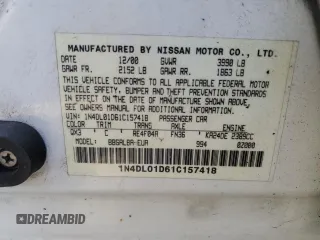 MANUFACTURED BY NISSAN MOTOR CO., LTD.
DATE 12/00 GVWR 3990 LB
GAWR FR. 2152 LB GAWR RR. 1863 LB
THIS VEHICLE CONFORMS TO ALL APPLICABLE FEDERAL MOTOR
VEHICLE SAFETY, BUMPER AND THEFT PREVENTION STANDARDS
IN EFFECT ON THE DATE OF MANUFACTURE SHOWN ABOVE.
SEE OWNERS MANUAL FOR ADDITIONAL INFORMATION.
VIN: 1N4DL01D61C157418 PASSENGER CAR
COLOR TRIM TRANS AXLE ENGINE
QX3 C RE4F04A FN38 KA24DE 2389CC
MODEL: BBGALBA-EUA 994 02000
1N4DL01D61C157418